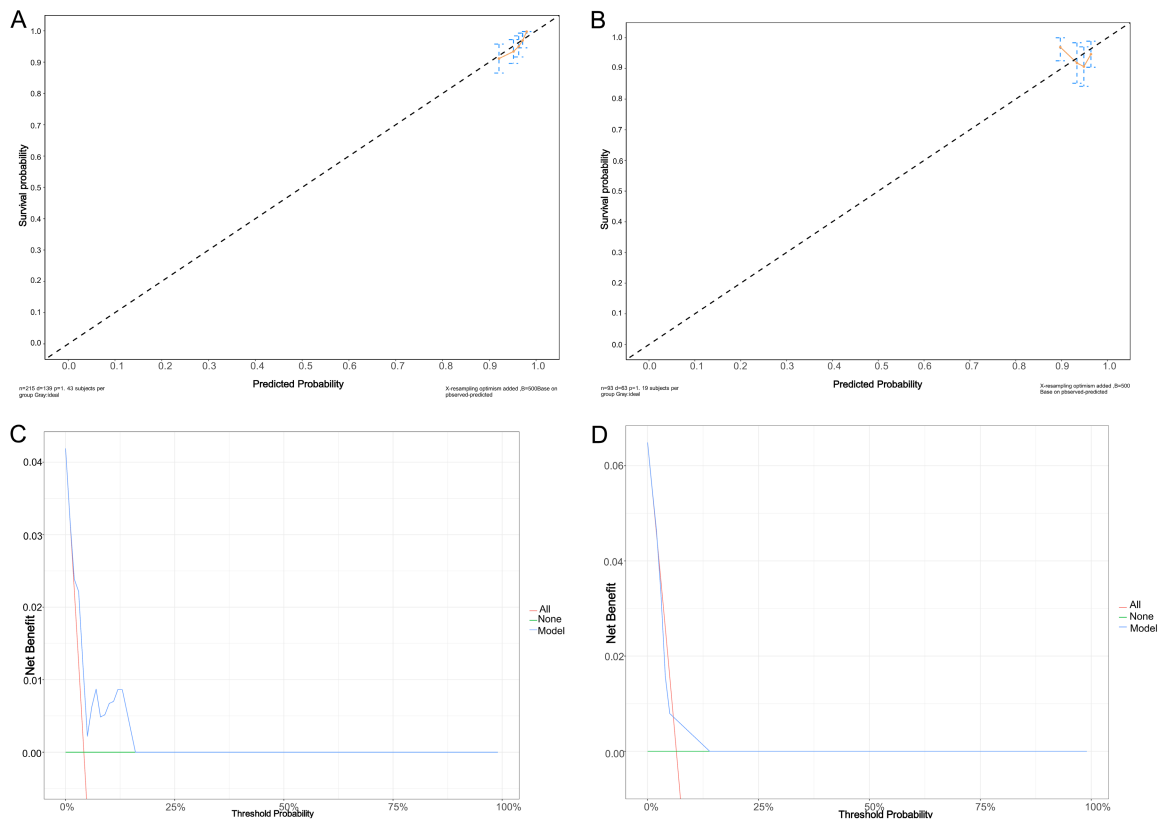 A
1.0
0.9
0.8
0.7
0.6
0.5
0.4
0.3
0.2
0.1
0.0
Survival probability
0.0 0.1 0.2 0.3 0.4 0.5 0.6 0.7 0.8 0.9 1.0
Predicted Probability
n=215 d=139 p=1. 43 subjects per
group Gray:ideal
X-resampling optimism added ,B=500Base on
pbserved-predicted
B
1.0
0.9
0.8
0.7
0.6
0.5
0.4
0.3
0.2
0.1
0.0
Survival probability
0.0 0.1 0.2 0.3 0.4 0.5 0.6 0.7 0.8 0.9 1.0
Predicted Probability
n=93 d=63 p=1. 19 subjects per
group Gray:ideal
X-resampling optimism added ,B=500
Base on pbserved-predicted
C
0.04
0.03
0.02
0.01
0.00
Net Benefit
0% 25% 50% 75% 100%
Threshold Probability
All
None
Model
D
0.06
0.04
0.02
0.00
Net Benefit
0% 25% 50% 75% 100%
Threshold Probability
All
None
Model